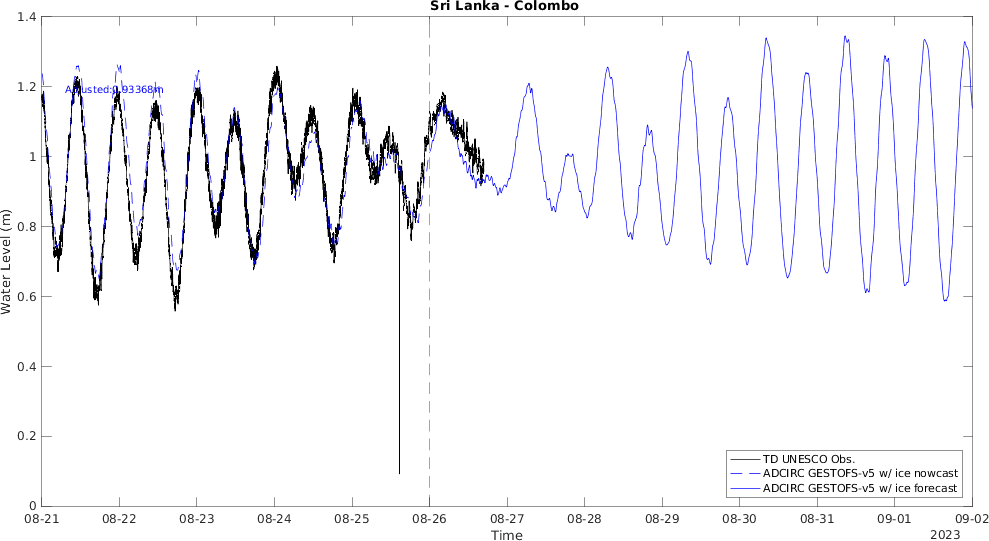 Sri Lanka - Colombo
1.4
1.2
1
0.8
0.6
0.4
0.2
0
Water Level (m)
Adjusted:0.93368m
TD UNESCO Obs.
ADCIRC GESTOFS-v5 w/ ice nowcast
ADCIRC GESTOFS-v5 w/ ice forecast
08-21 08-22 08-23 08-24 08-25 08-26 08-27 08-28 08-29 08-30 08-31 09-01 09-02
Time
2023